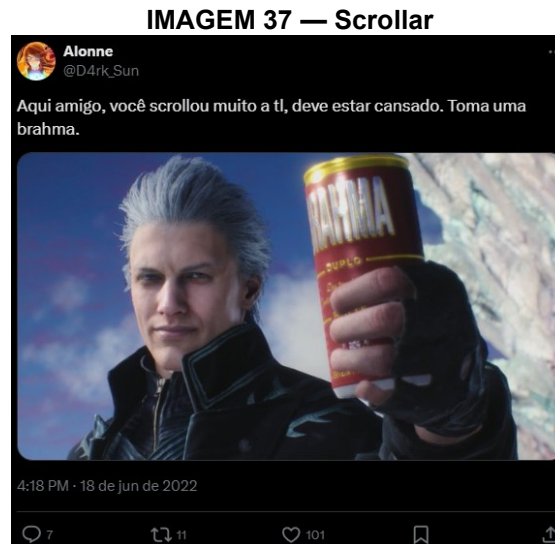 IMAGEM 37 — Scrollar
Alonne
@D4rk_Sun
Aqui amigo, você scrollou muito a tl, deve estar cansado. Toma uma
brahma.
BRAHMA
DUPLO
4:18 PM · 18 de jun de 2022
7 11 101